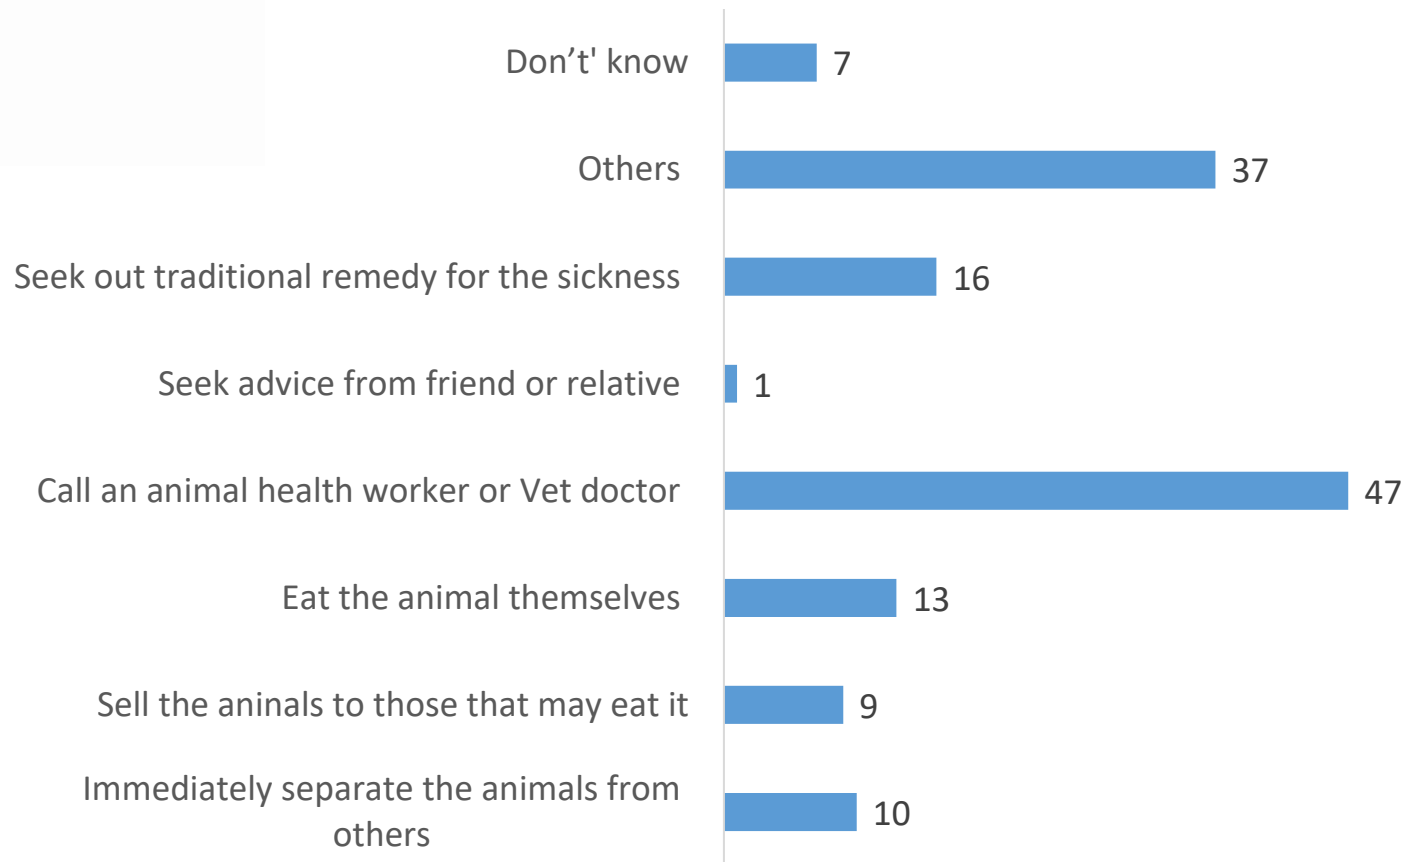 Don’t' know 7
Others 37
Seek out traditional remedy for the sickness 16
Seek advice from friend or relative 1
Call an animal health worker or Vet doctor 47
Eat the animal themselves 13
Sell the aninals to those that may eat it 9
Immediately separate the animals from
others 10